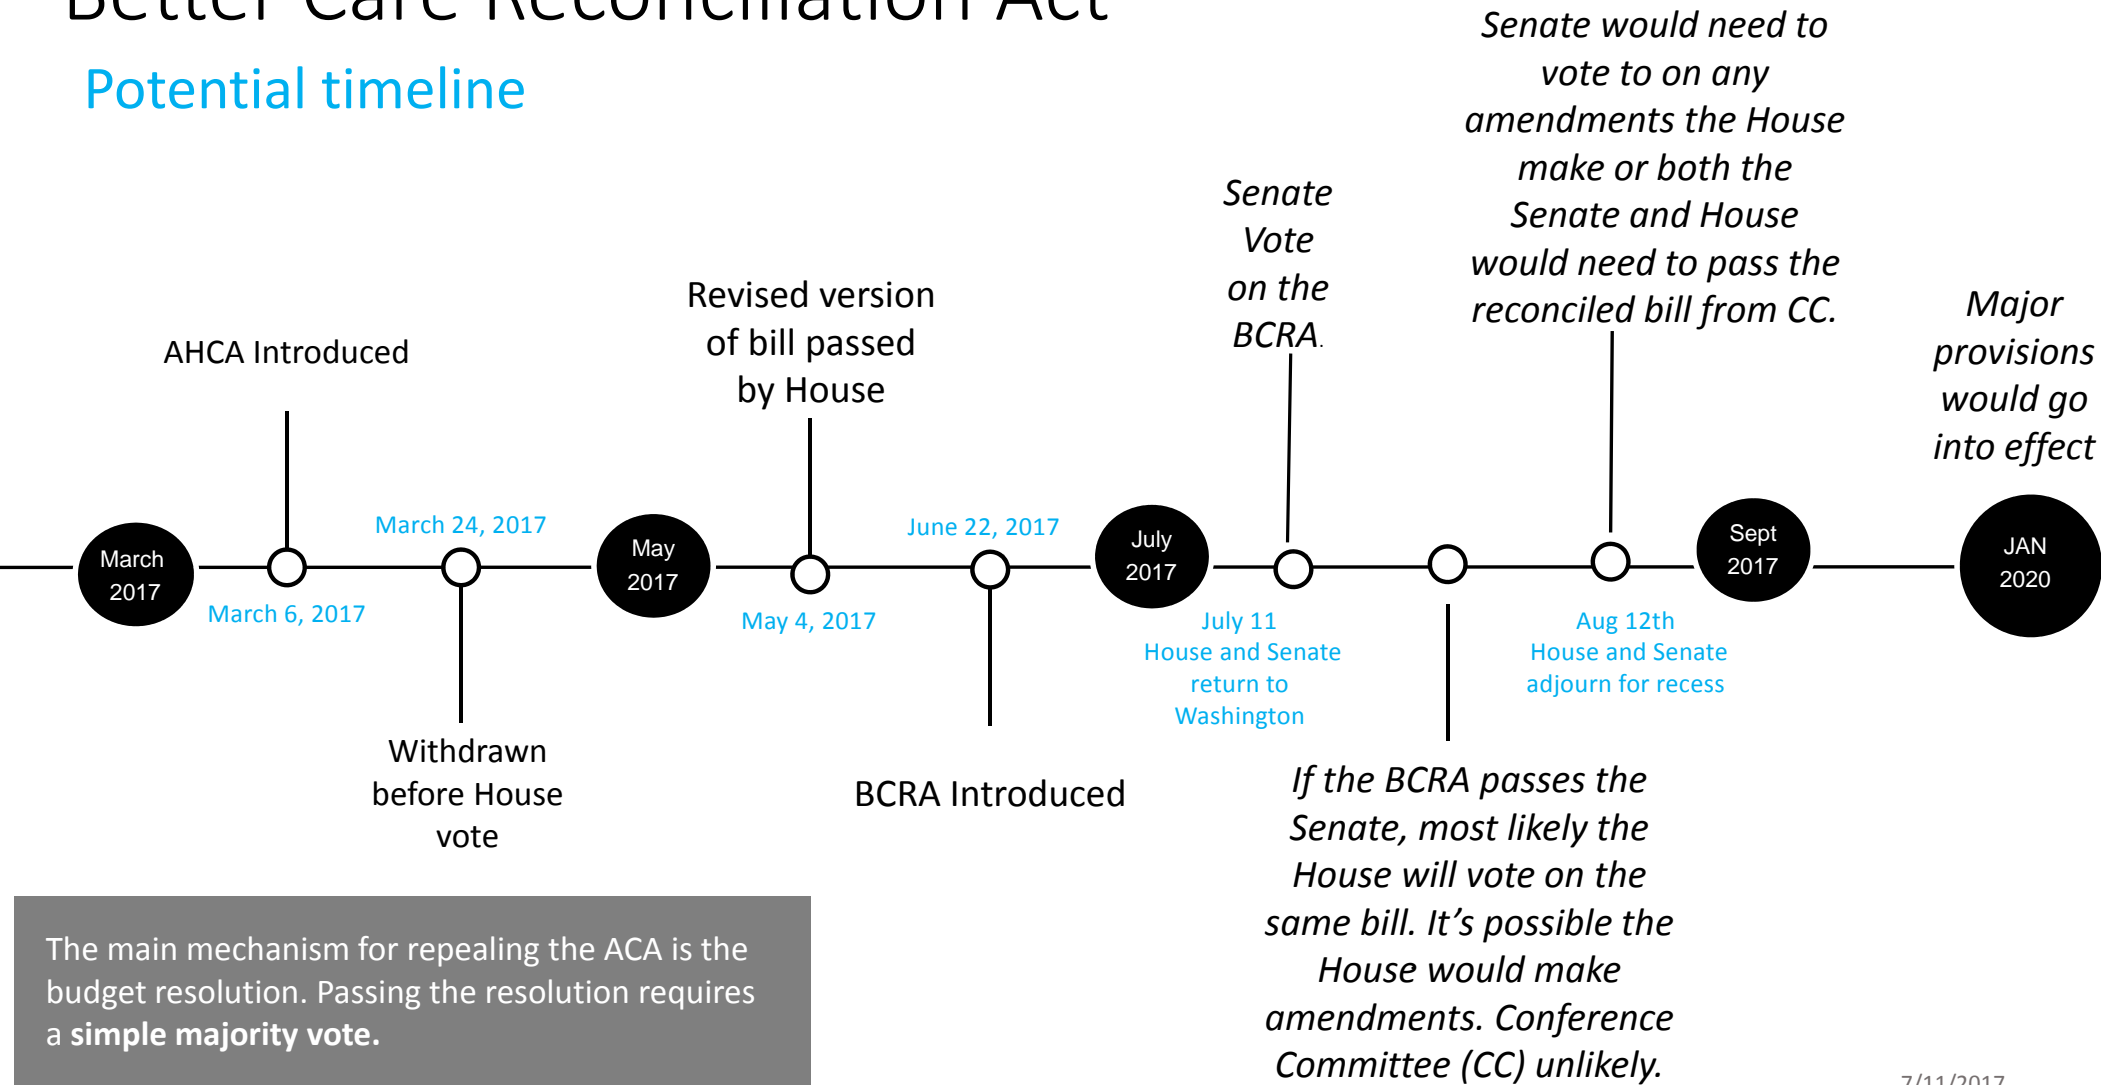 Better Care Reconciliation Act
Potential timeline
AHCA Introduced
Revised version
of bill passed
by House
Senate
Vote
on the
BCRA.
Senate would need to
vote to on any
amendments the House
make or both the
Senate and House
would need to pass the
reconciled bill from CC.
Major
provisions
would go
into effect
March
2017
March 6, 2017
March 24, 2017
May
2017
May 4, 2017
June 22, 2017
July
2017
July 11
House and Senate
return to
Washington
Aug 12th
House and Senate
adjourn for recess
Sept
2017
JAN
2020
Withdrawn
before House
vote
BCRA Introduced
If the BCRA passes the
Senate, most likely the
House will vote on the
same bill. It’s possible the
House would make
amendments. Conference
Committee (CC) unlikely.
The main mechanism for repealing the ACA is the
budget resolution. Passing the resolution requires
a simple majority vote.
7/11/2017